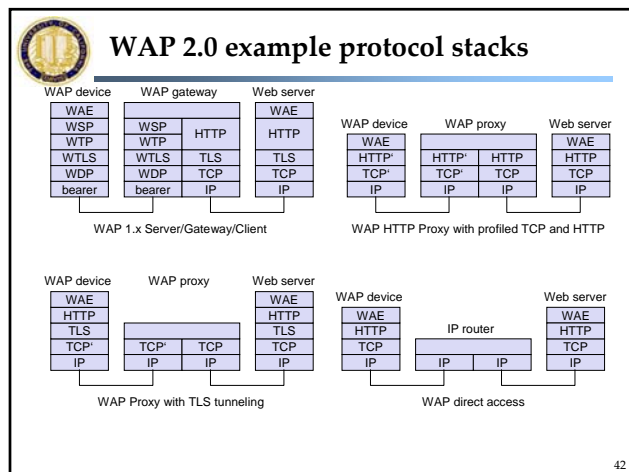 WAP 2.0 example protocol stacks
WAP device WAP gateway Web server
WAE WAE
WSP WSP HTTP HTTP
WTP WTP
WTLS WTLS TLS TLS
WDP WDP TCP TCP
bearer bearer IP IP
WAP 1.x Server/Gateway/Client
WAP device WAP proxy Web server
WAE WAE
HTTP‘ HTTP‘ HTTP HTTP
TCP‘ TCP‘ TCP TCP
IP IP IP IP
WAP HTTP Proxy with profiled TCP and HTTP
WAP device WAP proxy Web server
WAE WAE
HTTP HTTP
TLS TLS
TCP‘ TCP‘ TCP TCP
IP IP IP IP
WAP Proxy with TLS tunneling
WAP device IP router Web server
WAE WAE
HTTP HTTP
TCP TCP
IP IP IP IP
WAP direct access
42